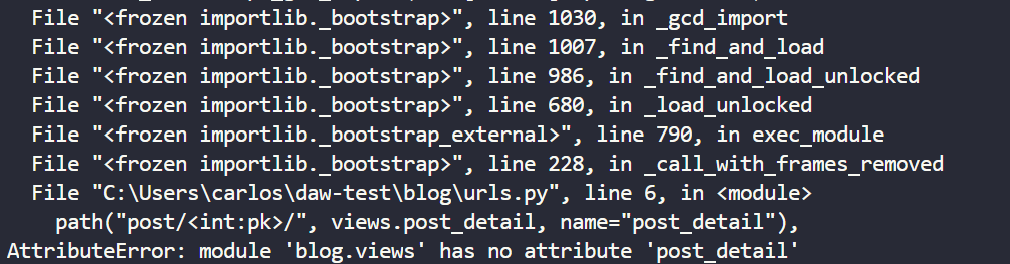 File "<frozen importlib._bootstrap>", line 1030, in _gcd_import
File "<frozen importlib._bootstrap>", line 1007, in _find_and_load
File "<frozen importlib._bootstrap>", line 986, in _find_and_load_unlocked
File "<frozen importlib._bootstrap>", line 680, in _load_unlocked
File "<frozen importlib._bootstrap_external>", line 790, in exec_module
File "<frozen importlib._bootstrap>", line 228, in _call_with_frames_removed
File "C:\Users\carlos\daw-test\blog\urls.py", line 6, in <module>
path("post/<int:pk>/", views.post_detail, name="post_detail"),
AttributeError: module 'blog.views' has no attribute 'post_detail'